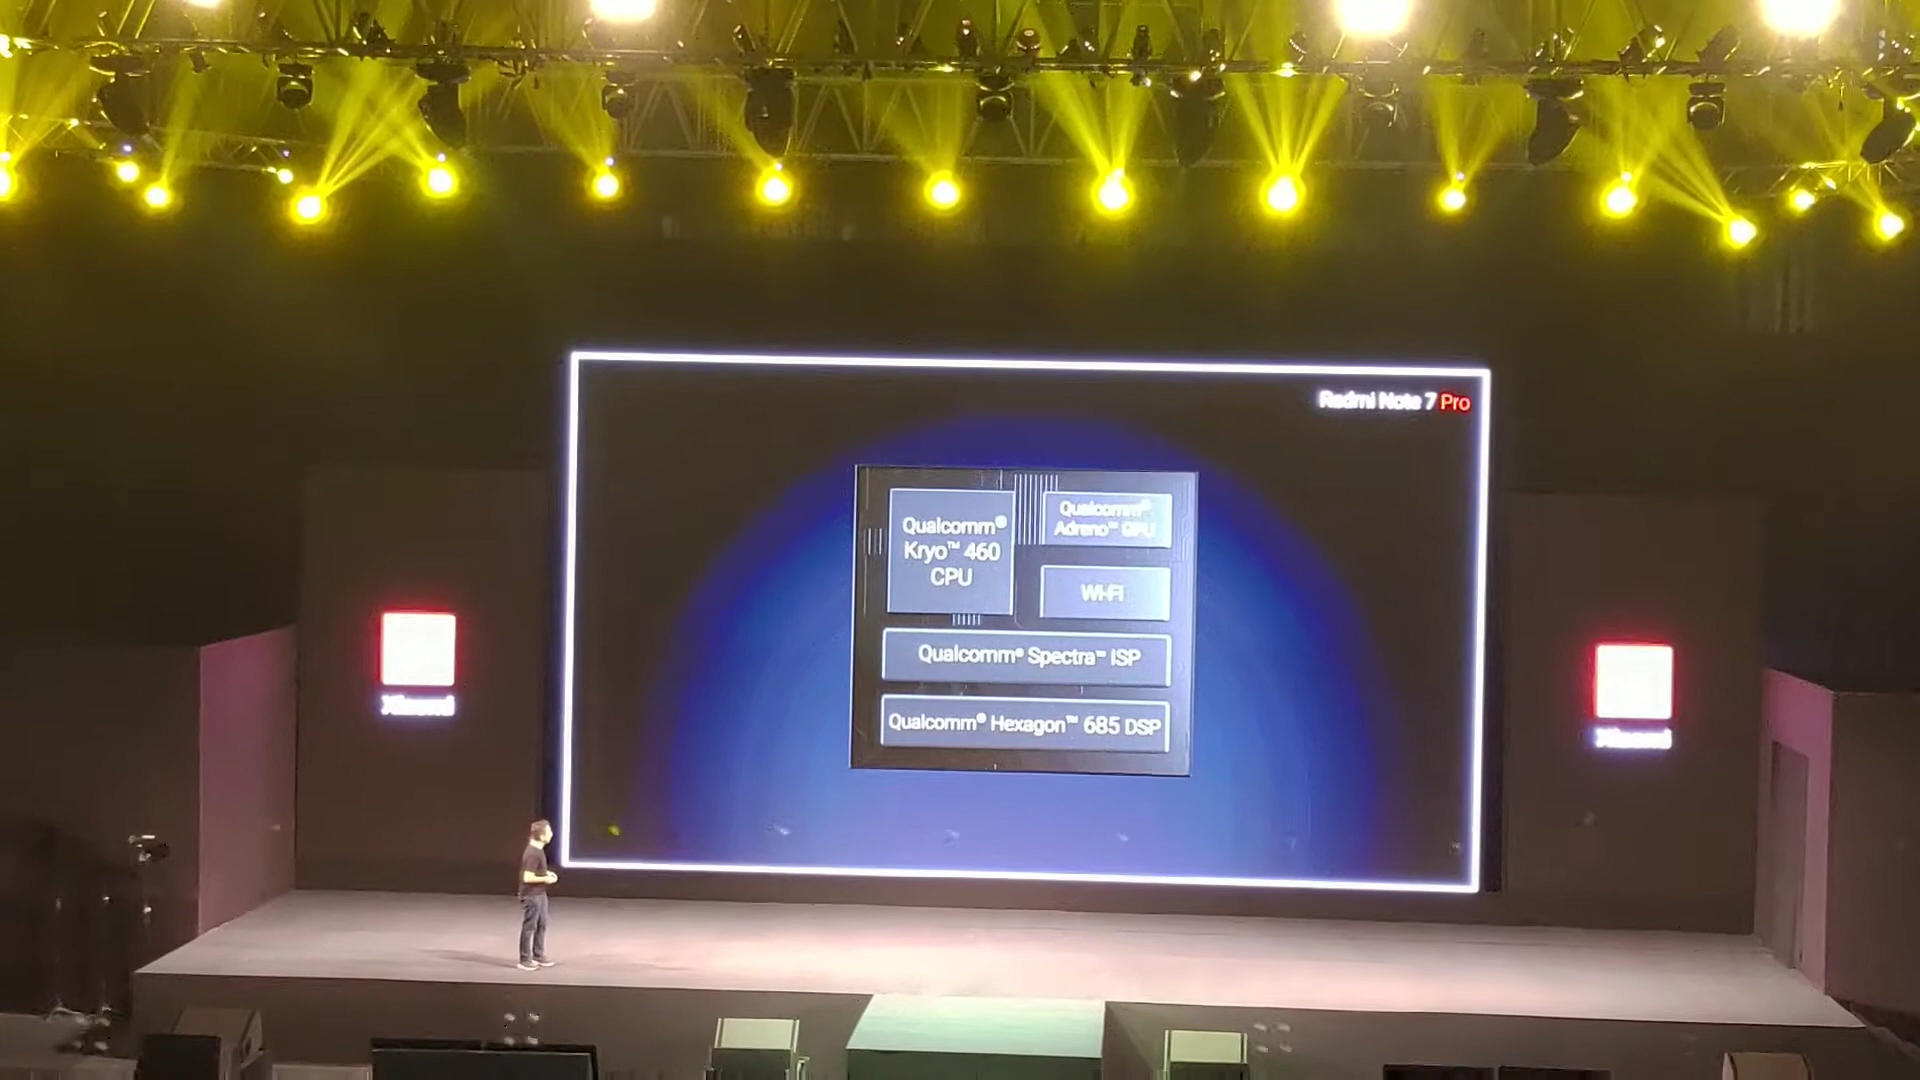 Redmi Note 7 Pro
Qualcomm®
Kryo™ 460
CPU
Qualcomm®
Adreno™ GPU
Wi-Fi
Qualcomm® Spectra™ ISP
Qualcomm® Hexagon™ 685 DSP
Xiaomi
Xiaomi